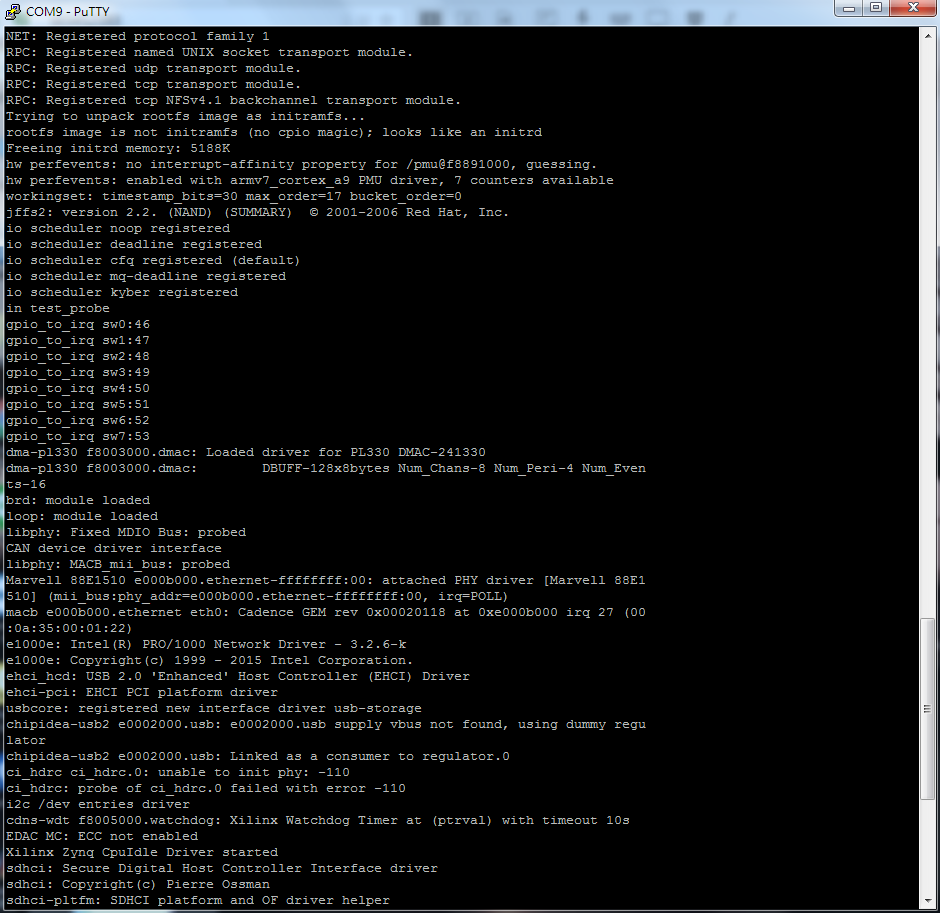 COM9 - PuTTY
NET: Registered protocol family 1
RPC: Registered named UNIX socket transport module.
RPC: Registered udp transport module.
RPC: Registered tcp transport module.
RPC: Registered tcp NFSv4.1 backchannel transport module.
Trying to unpack rootfs image as initramfs...
rootfs image is not initramfs (no cpio magic); looks like an initrd
Freeing initrd memory: 5188K
hw perfevents: no interrupt-affinity property for /pmu@f8891000, guessing.
hw perfevents: enabled with armv7_cortex_a9 PMU driver, 7 counters available
workingset: timestamp_bits=30 max_order=17 bucket_order=0
jffs2: version 2.2. (NAND) (SUMMARY)  © 2001-2006 Red Hat, Inc.
io scheduler noop registered
io scheduler deadline registered
io scheduler cfq registered (default)
io scheduler mq-deadline registered
io scheduler kyber registered
in test_probe
gpio_to_irq sw0:46
gpio_to_irq sw1:47
gpio_to_irq sw2:48
gpio_to_irq sw3:49
gpio_to_irq sw4:50
gpio_to_irq sw5:51
gpio_to_irq sw6:52
gpio_to_irq sw7:53
dma-pl330 f8003000.dmac: Loaded driver for PL330 DMAC-241330
dma-pl330 f8003000.dmac:        DBUFF-128x8bytes Num_Chans-8 Num_Peri-4 Num_Even
ts-16
brd: module loaded
loop: module loaded
libphy: Fixed MDIO Bus: probed
CAN device driver interface
libphy: MACB_mii_bus: probed
Marvell 88E1510 e000b000.ethernet-ffffffff:00: attached PHY driver [Marvell 88E1
510] (mii_bus:phy_addr=e000b000.ethernet-ffffffff:00, irq=POLL)
macb e000b000.ethernet eth0: Cadence GEM rev 0x00020118 at 0xe000b000 irq 27 (00
:0a:35:00:01:22)
e1000e: Intel(R) PRO/1000 Network Driver - 3.2.6-k
e1000e: Copyright(c) 1999 - 2015 Intel Corporation.
ehci_hcd: USB 2.0 'Enhanced' Host Controller (EHCI) Driver
ehci-pci: EHCI PCI platform driver
usbcore: registered new interface driver usb-storage
chipidea-usb2 e0002000.usb: e0002000.usb supply vbus not found, using dummy regu
lator
chipidea-usb2 e0002000.usb: Linked as a consumer to regulator.0
ci_hdrc ci_hdrc.0: unable to init phy: -110
ci_hdrc: probe of ci_hdrc.0 failed with error -110
i2c /dev entries driver
cdns-wdt f8005000.watchdog: Xilinx Watchdog Timer at (ptrval) with timeout 10s
EDAC MC: ECC not enabled
Xilinx Zynq CpuIdle Driver started
sdhci: Secure Digital Host Controller Interface driver
sdhci: Copyright(c) Pierre Ossman
sdhci-pltfm: SDHCI platform and OF driver helper